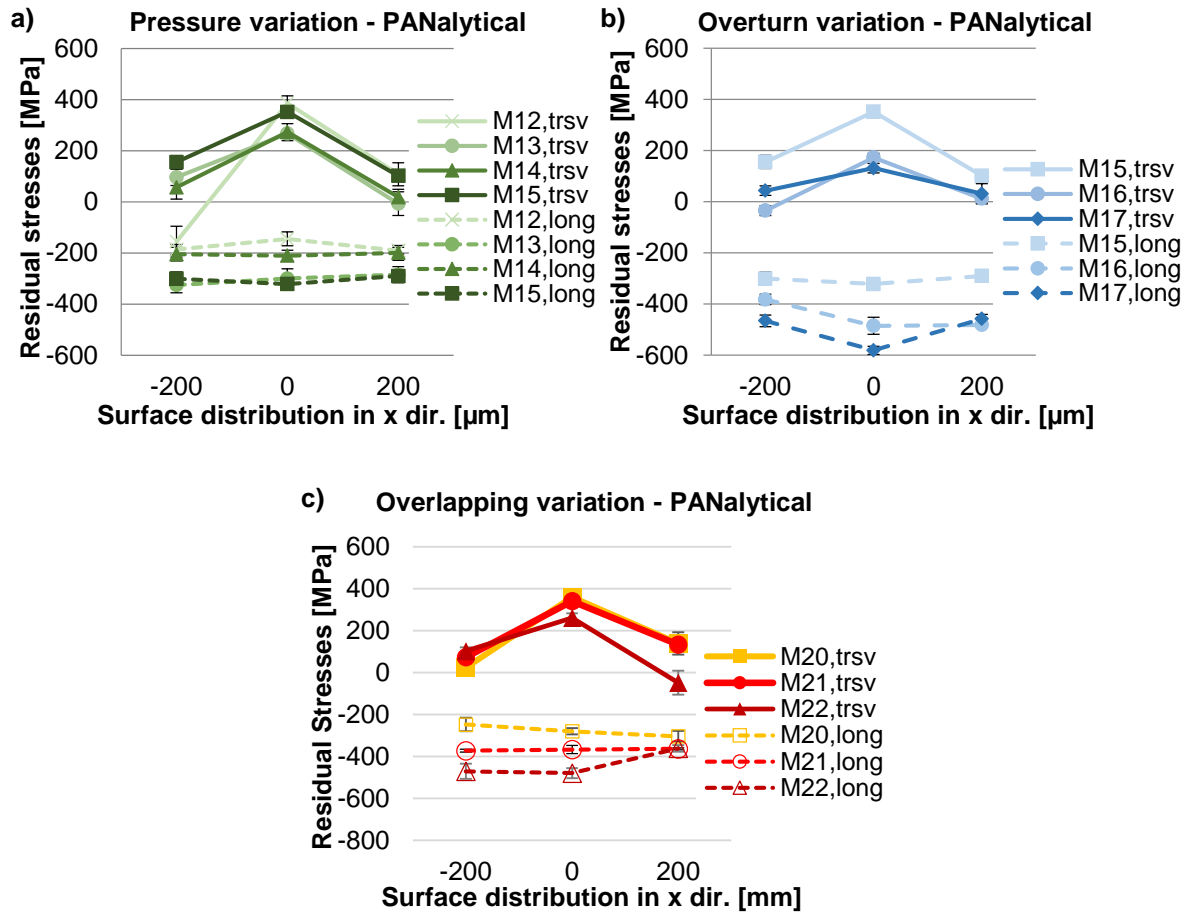 a)
Pressure variation - PANalytical
Residual stresses [MPa]
600
400
200
0
-200
-400
-600
-200 0 200
Surface distribution in x dir. [µm]
M12,trsv
M13,trsv
M14,trsv
M15,trsv
M12,long
M13,long
M14,long
M15,long
b)
Overturn variation - PANalytical
Residual stresses [MPa]
600
400
200
0
-200
-400
-600
-200 0 200
Surface distribution in x dir. [µm]
M15,trsv
M16,trsv
M17,trsv
M15,long
M16,long
M17,long
c)
Overlapping variation - PANalytical
Residual Stresses [MPa]
600
400
200
0
-200
-400
-600
-800
-200 0 200
Surface distribution in x dir. [mm]
M20,trsv
M21,trsv
M22,trsv
M20,long
M21,long
M22,long